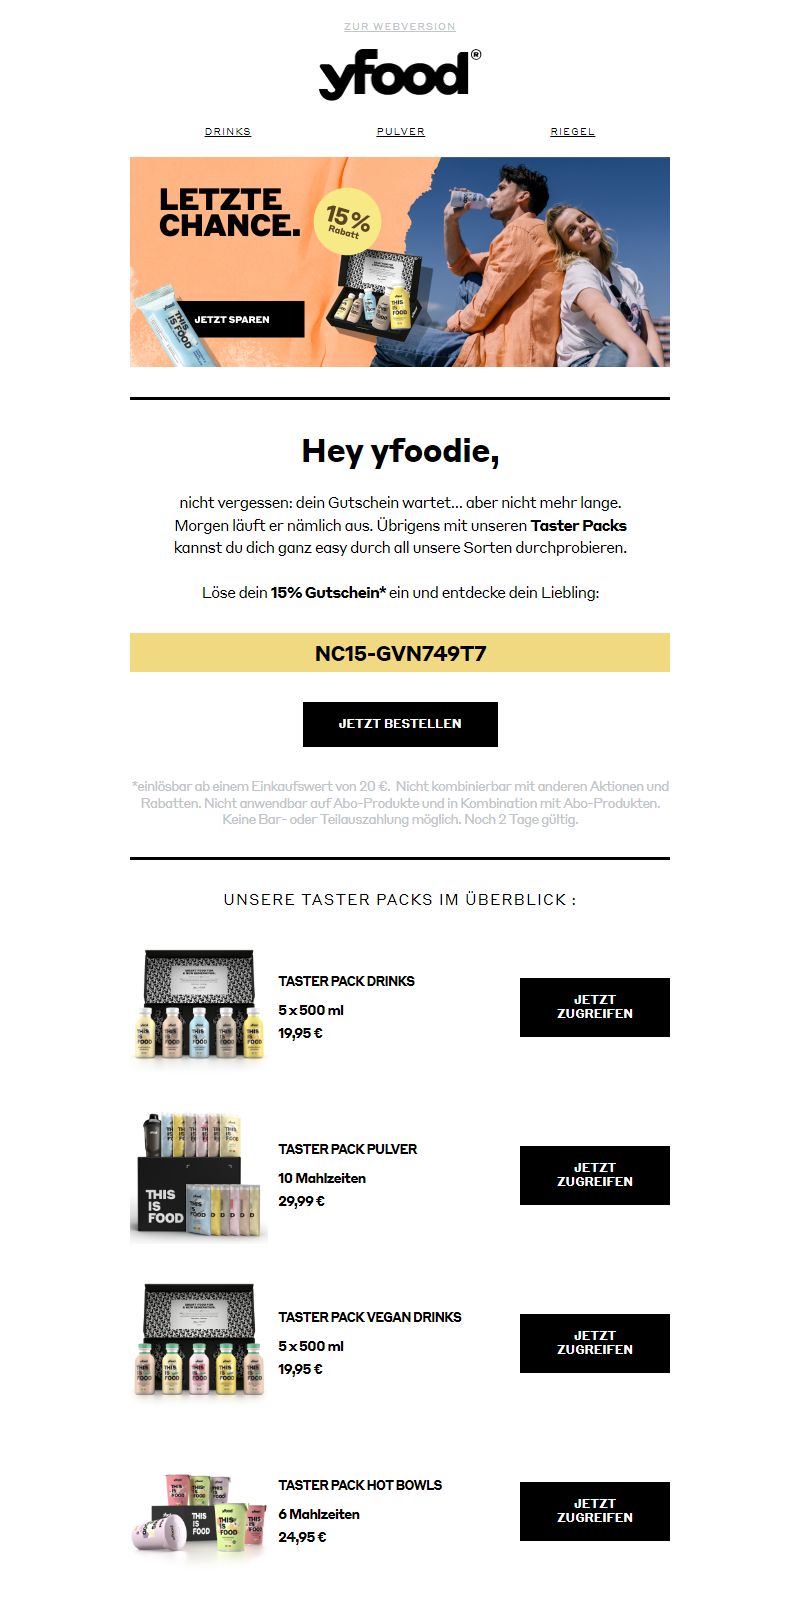 ZUR WEBVERSION
yfood®
DRINKS PULVER RIEGEL
LETZTE
CHANCE.
15%
Rabatt
THIS
IS
FOOD
JETZT SPAREN
Hey yfoodie,
nicht vergessen: dein Gutschein wartet... aber nicht mehr lange.
Morgen läuft er nämlich aus. Übrigens mit unseren Taster Packs
kannst du dich ganz easy durch all unsere Sorten durchprobieren.
Löse dein 15% Gutschein* ein und entdecke dein Liebling:
NC15-GVN749T7
JETZT BESTELLEN
*einlösbar ab einem Einkaufswert von 20 €. Nicht kombinierbar mit anderen Aktionen und
Rabatten. Nicht anwendbar auf Abo-Produkte und in Kombination mit Abo-Produkten.
Keine Bar- oder Teilauszahlung möglich. Noch 2 Tage gültig.
UNSERE TASTER PACKS IM ÜBERBLICK :
TASTER PACK DRINKS
5 x 500 ml
19,95 €
JETZT
ZUGREIFEN
THIS
IS
FOOD
TASTER PACK PULVER
10 Mahlzeiten
29,99 €
JETZT
ZUGREIFEN
TASTER PACK VEGAN DRINKS
5 x 500 ml
19,95 €
JETZT
ZUGREIFEN
THIS
IS
FOOD
TASTER PACK HOT BOWLS
6 Mahlzeiten
24,95 €
JETZT
ZUGREIFEN